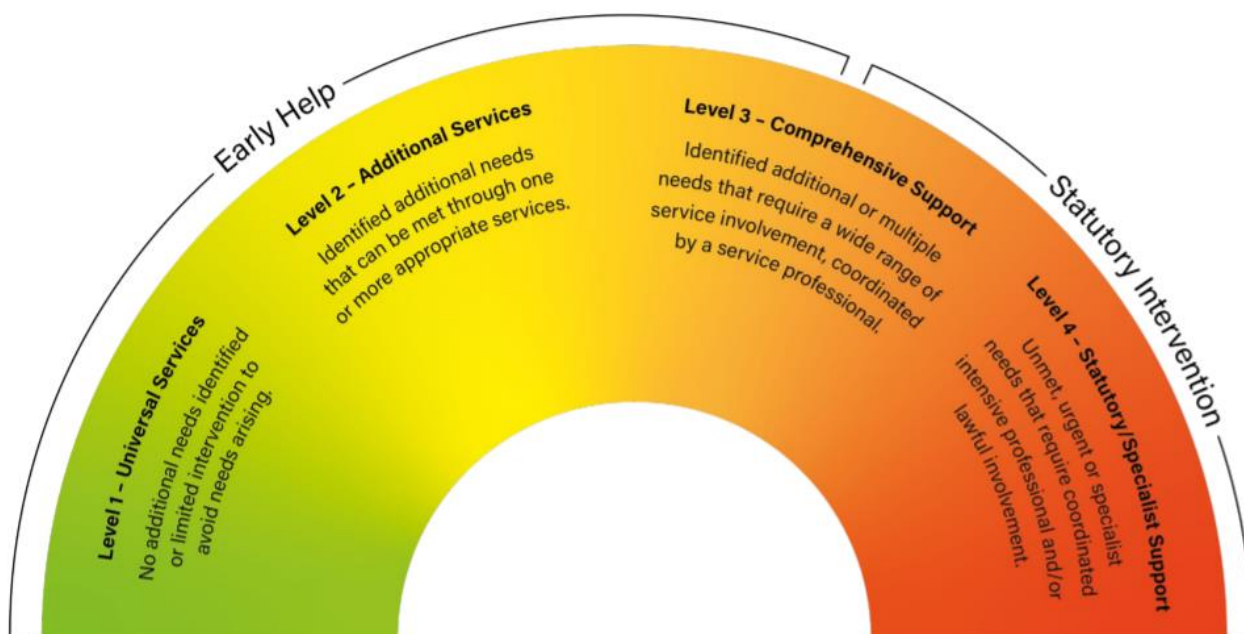 Early Help
Statutory Intervention
Level 1 – Universal Services
No additional needs identified
or limited intervention to
avoid needs arising.
Level 2 – Additional Services
Identified additional needs
that can be met through one
or more appropriate services.
Level 3 – Comprehensive Support
Identified additional or multiple
needs that require a wide range of
service involvement, coordinated
by a service professional.
Level 4 – Statutory/Specialist Support
Unmet, urgent or specialist
needs that require coordinated
intensive professional and/or
lawful involvement.